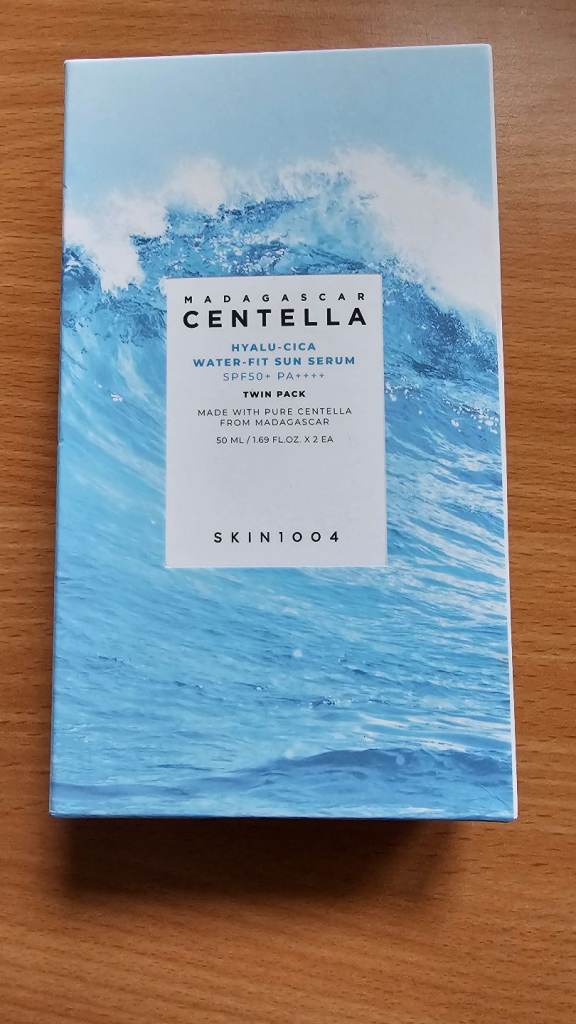 MADAGASCAR
CENTELLA
HYALU-CICA
WATER-FIT SUN SERUM
SPF50+ PA++++
TWIN PACK
MADE WITH PURE CENTELLA
FROM MADAGASCAR
50 ML / 1.69 FL.OZ. X 2 EA
SKIN1004